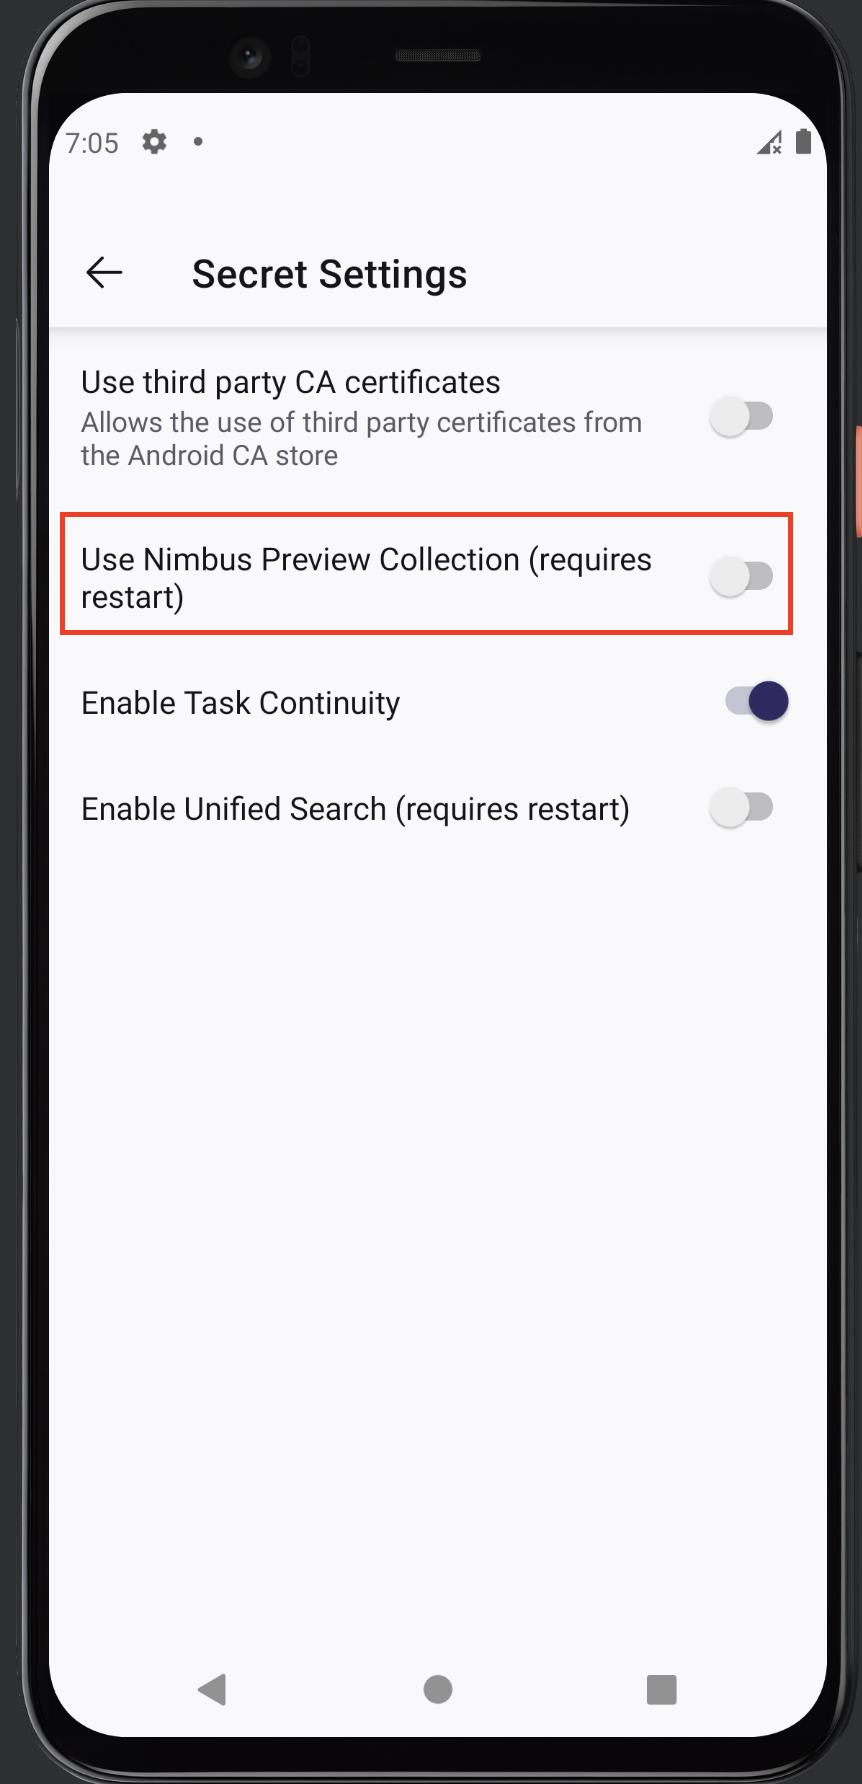 7:05
Secret Settings
Use third party CA certificates
Allows the use of third party certificates from
the Android CA store
Use Nimbus Preview Collection (requires
restart)
Enable Task Continuity
Enable Unified Search (requires restart)